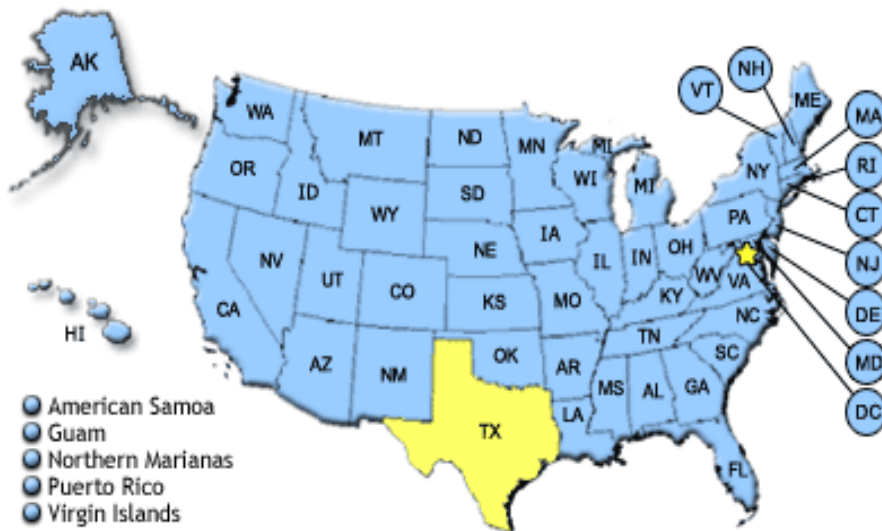 AK
WA
MT
ND
MN
MI
ME
VT
NH
MA
RI
CT
NJ
DE
MD
DC
OR
ID
WY
SD
WI
MI
NY
PA
NE
IA
IL
IN
OH
WV
VA
NV
UT
CO
KS
MO
KY
CA
AZ
NM
OK
AR
TN
NC
SC
MS
AL
GA
TX
LA
FL
HI
American Samoa
Guam
Northern Marianas
Puerto Rico
Virgin Islands